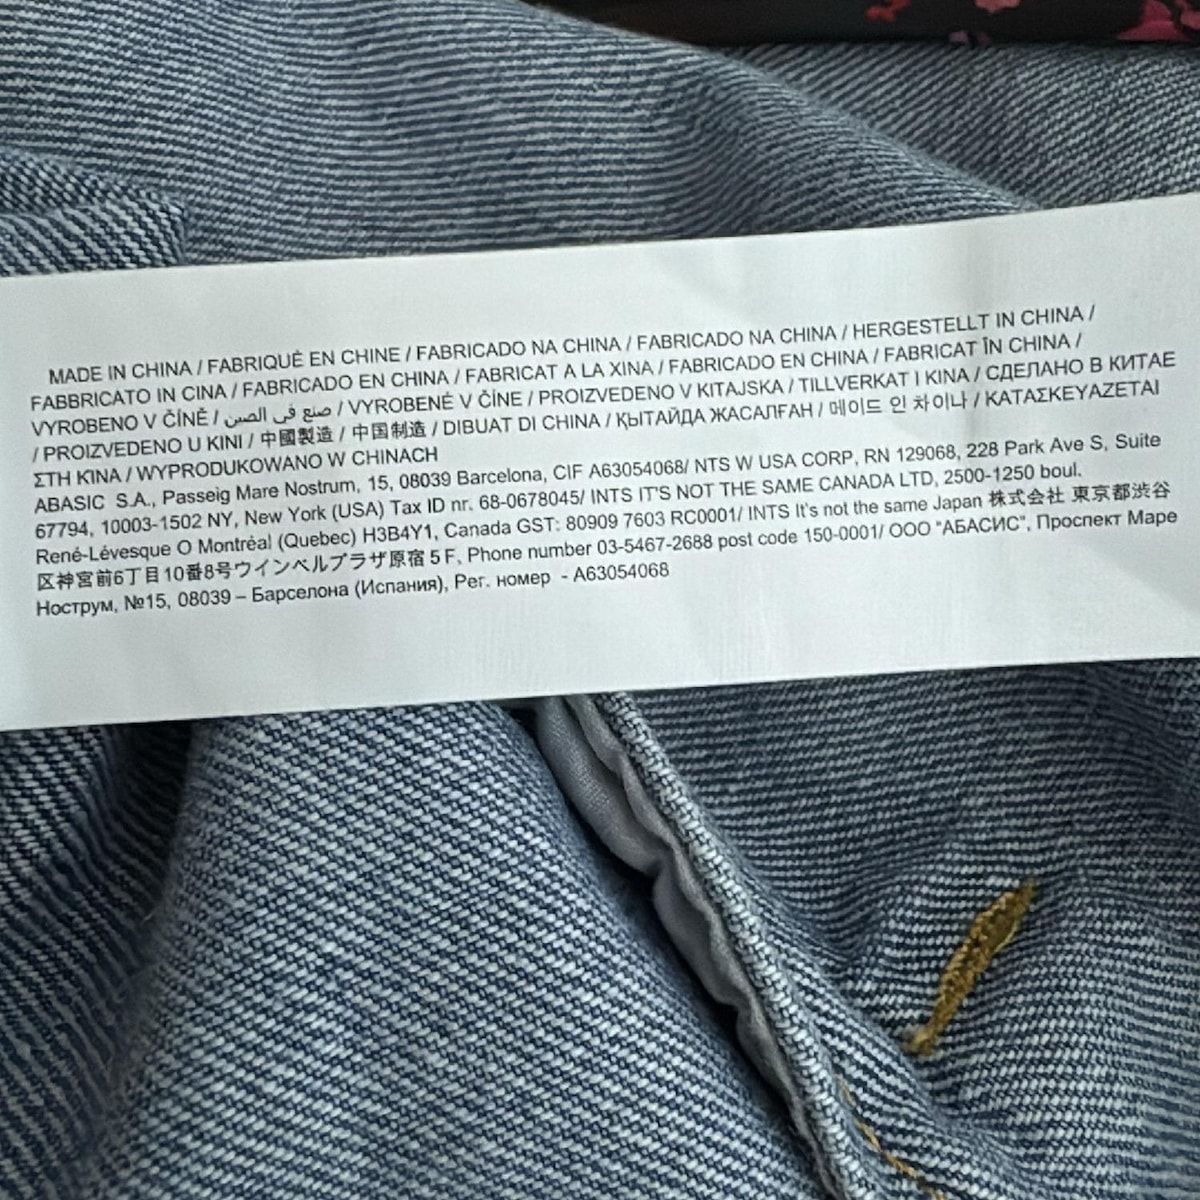 MADE IN CHINA / FABRIQUÈ EN CHINE / FABRICADO NA CHINA / FABRICADO NA CHINA / HERGESTELLT IN CHINA /
FABBRICATO IN CINA / FABRICADO EN CHINA / FABRICAT A LA XINA / FABRICADO EN CHINA / FABRICAT ÎN CHINA /
VYROBENO V ČÍNĚ / صنع في الصين / VYROBENÉ V ČÍNE / PROIZVEDENO V KITAJSKA / TILLVERKAT I KINA / СДЕЛАНО В КИТАЕ
/ PROIZVEDENO U KINI / 中國製造 / 中国制造 / DIBUAT DI CHINA / ҚЫТАЙДА ЖАСАЛҒАН / 메이드 인 차이나 / ΚΑΤΑΣΚΕΥΑΖΕΤΑΙ
ΣΤΗ ΚΙΝΑ / WYPRODUKOWANO W CHINACH
ABASIC S.A., Passeig Mare Nostrum, 15, 08039 Barcelona, CIF A63054068/ NTS W USA CORP, RN 129068, 228 Park Ave S, Suite
67794, 10003-1502 NY, New York (USA) Tax ID nr. 68-0678045/ INTS IT'S NOT THE SAME CANADA LTD, 2500-1250 boul.
René-Lévesque O Montréal (Quebec) H3B4Y1, Canada GST: 80909 7603 RC0001/ INTS It's not the same Japan 株式会社 東京都渋谷
区神宮前6丁目10番8号ウインベルプラザ原宿 5 F, Phone number 03-5467-2688 post code 150-0001/ ООО "АБАСИС", Проспект Маре
Нострум, №15, 08039 – Барселона (Испания), Рег. номер - A63054068